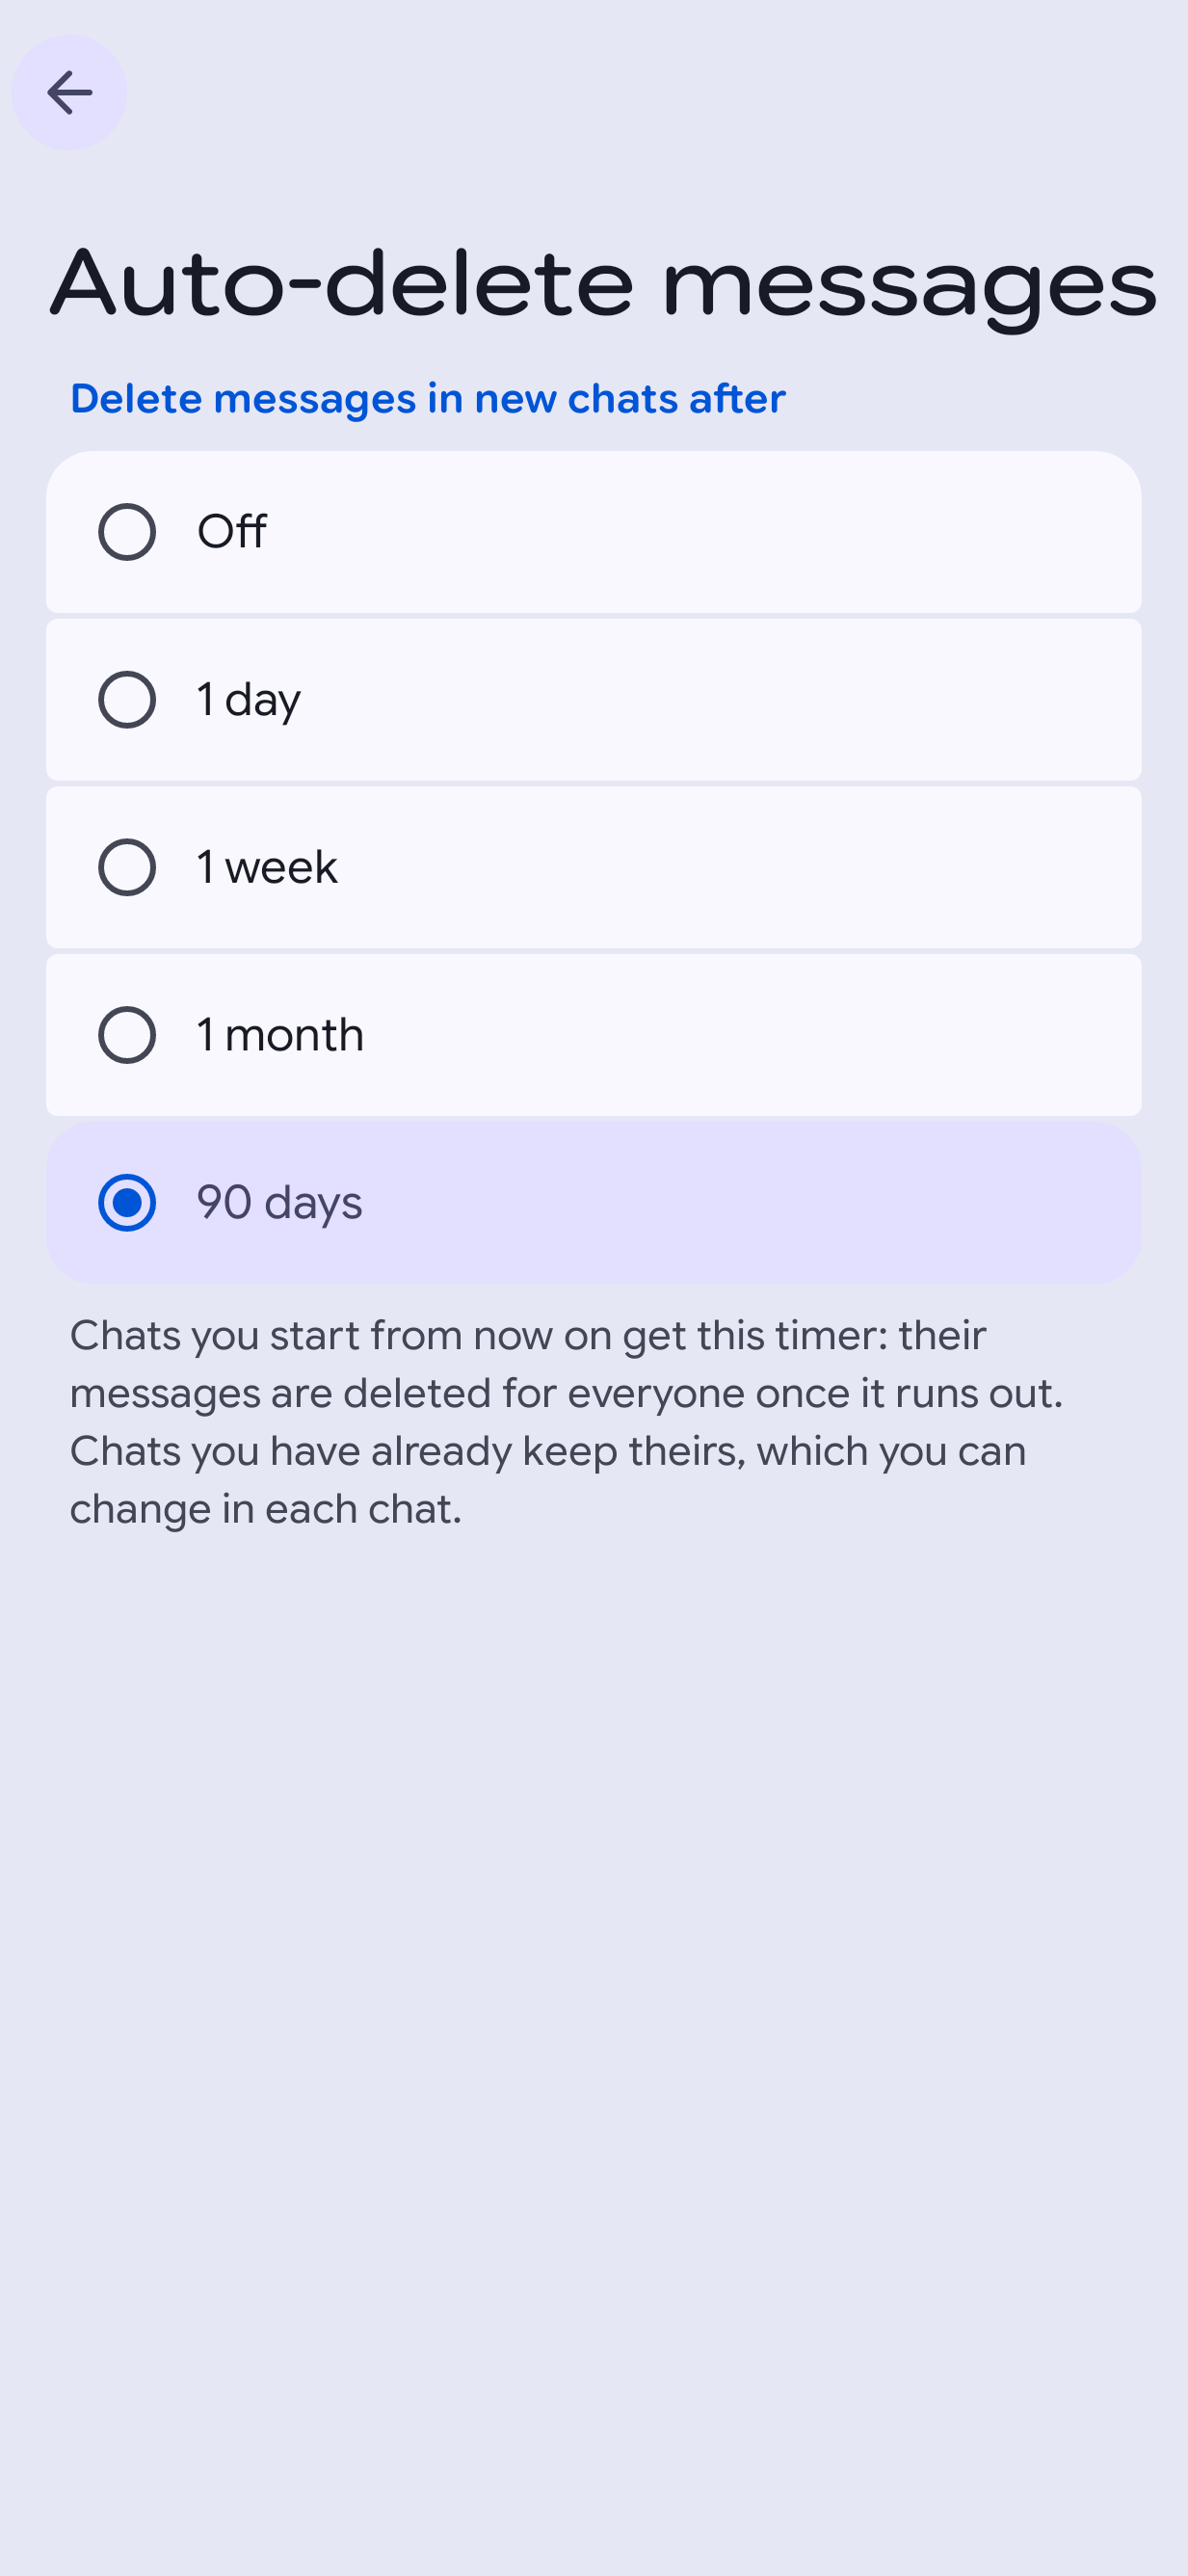 Auto-delete messages
Delete messages in new chats after
Off
1 day
1 week
1 month
90 days
Chats you start from now on get this timer: their
messages are deleted for everyone once it runs out.
Chats you have already keep theirs, which you can
change in each chat.